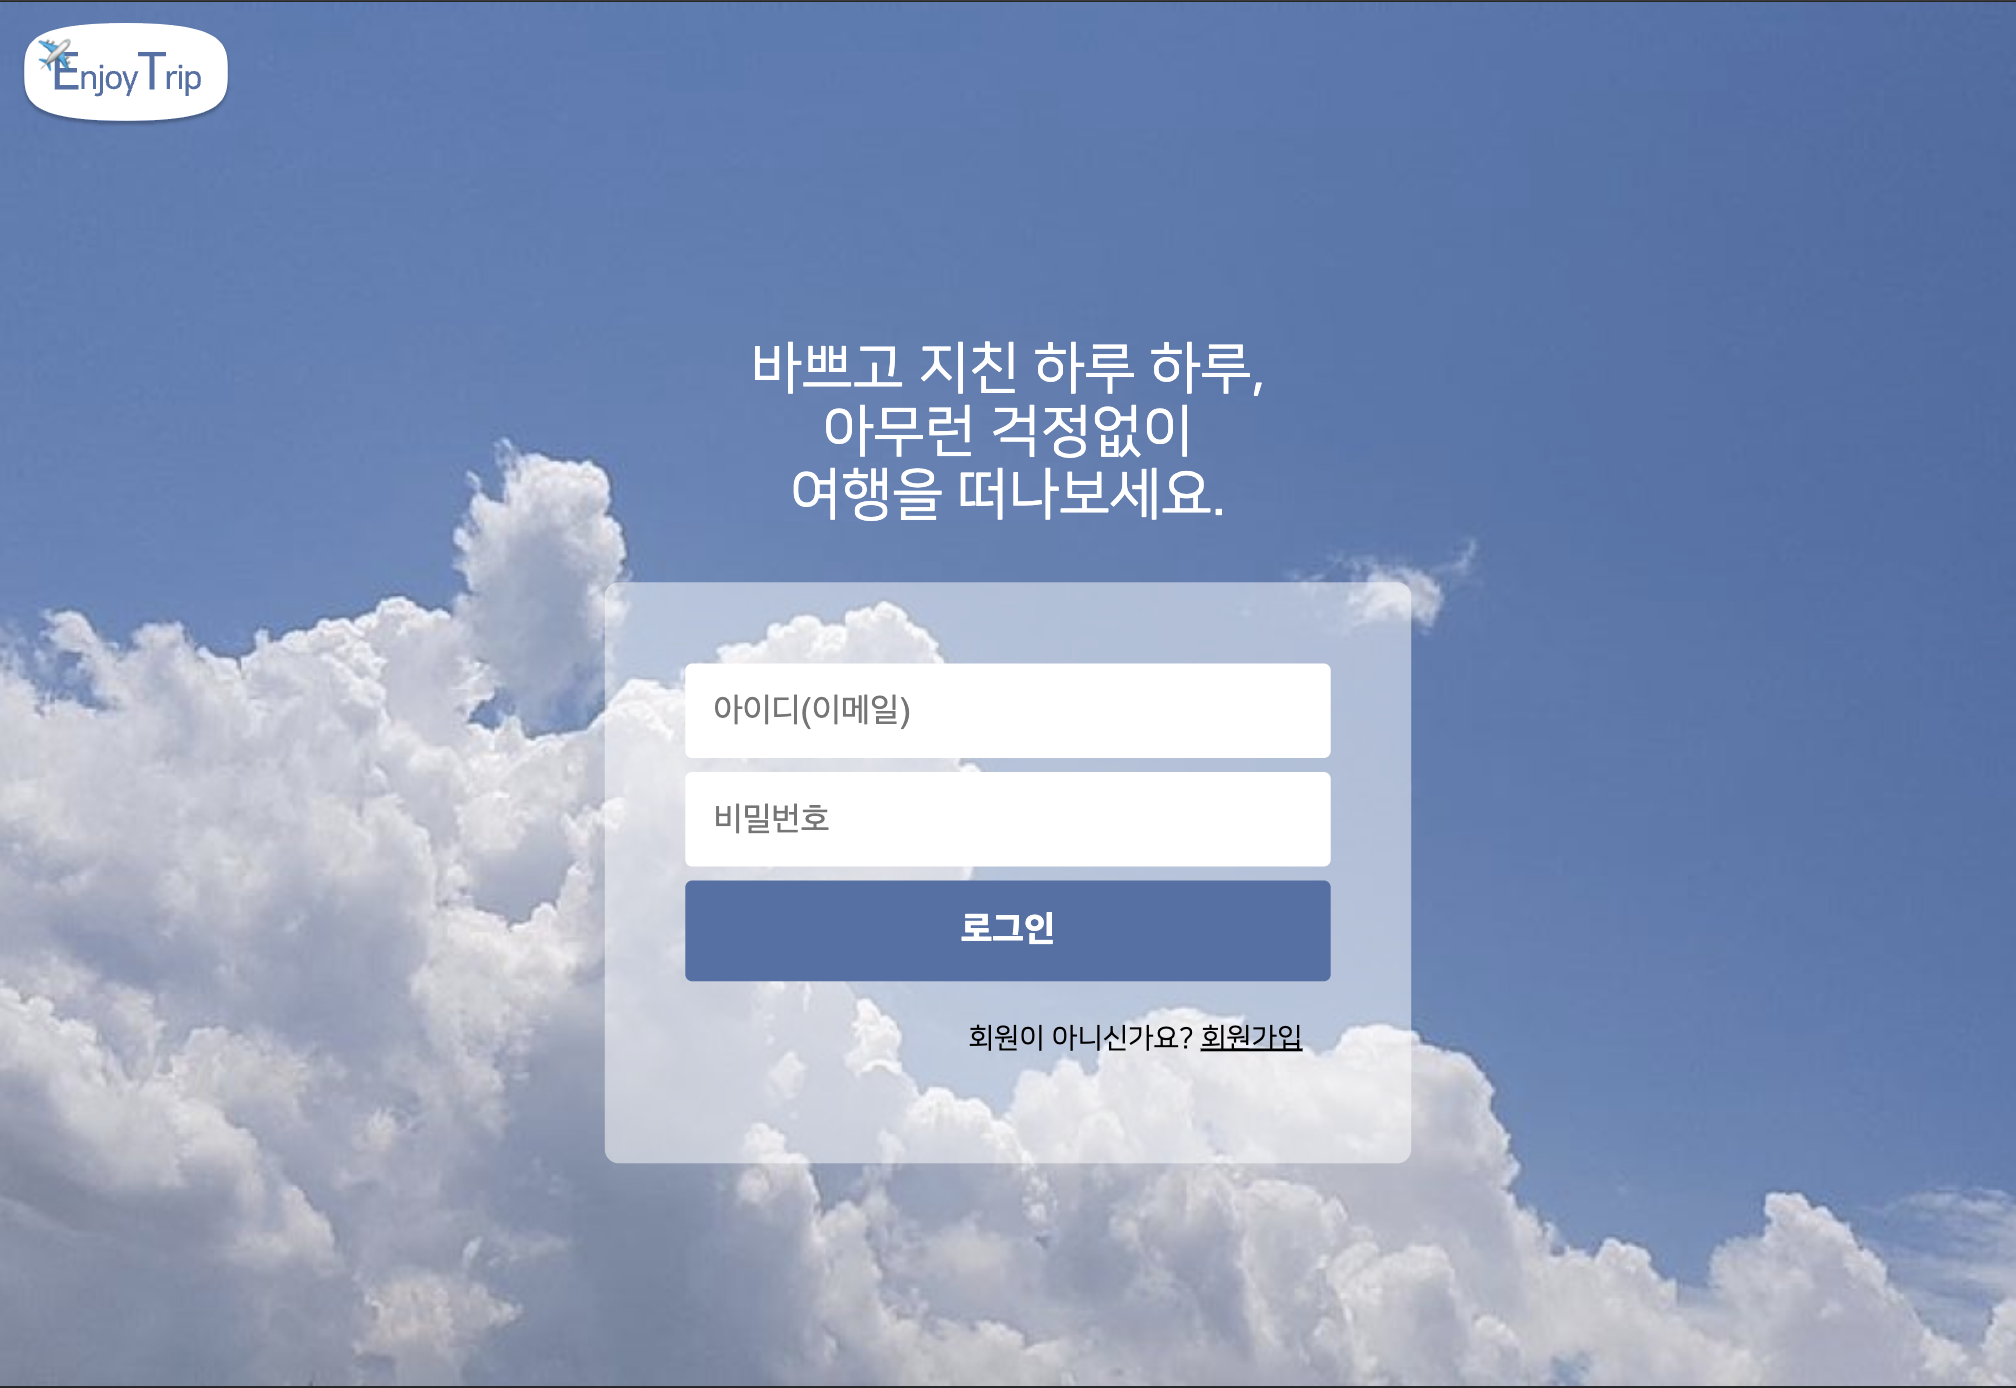 EnjoyTrip
바쁘고 지친 하루 하루,
아무런 걱정없이
여행을 떠나보세요.
아이디(이메일)
비밀번호
로그인
회원이 아니신가요? 회원가입